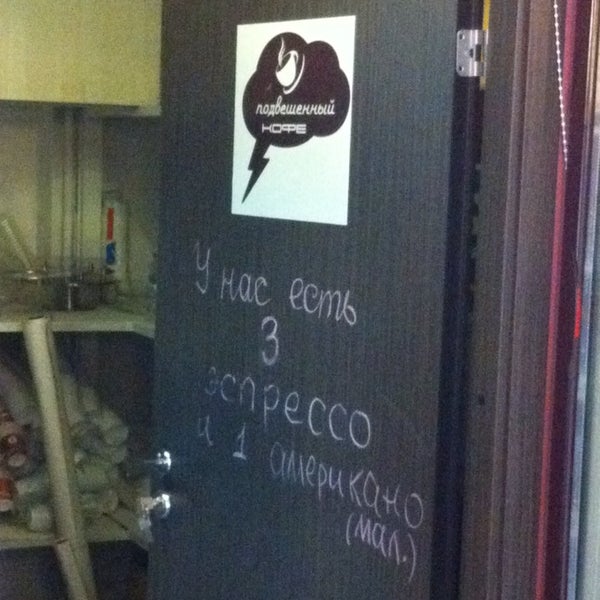 подвешенный
КОФЕ
У нас есть
3
эспрессо
и 1 американо
(мал.)